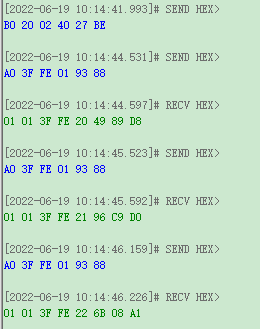 [2022-06-19 10:14:41.993]# SEND HEX>
B0 20 02 40 27 BE
[2022-06-19 10:14:44.531]# SEND HEX>
A0 3F FE 01 93 88
[2022-06-19 10:14:44.597]# RECV HEX>
01 01 3F FE 20 49 89 D8
[2022-06-19 10:14:45.523]# SEND HEX>
A0 3F FE 01 93 88
[2022-06-19 10:14:45.592]# RECV HEX>
01 01 3F FE 21 96 C9 D0
[2022-06-19 10:14:46.159]# SEND HEX>
A0 3F FE 01 93 88
[2022-06-19 10:14:46.226]# RECV HEX>
01 01 3F FE 22 6B 08 A1